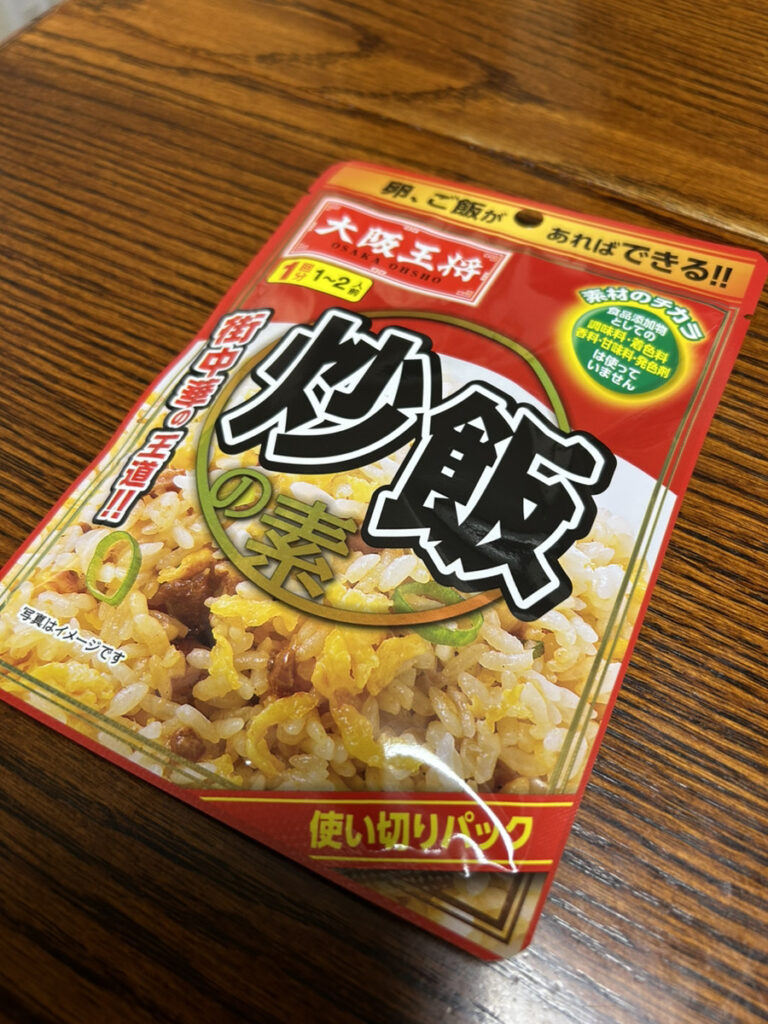 卵、ご飯が あればできる!!
大阪王将
OSAKA OHSHO
1回分 1~2人前
素材のチカラ
食品添加物
としての
調味料・着色料
香料・甘味料・発色剤
は使って
いません
街中華の王道!!
炒飯
の素
写真はイメージです
使い切りパック